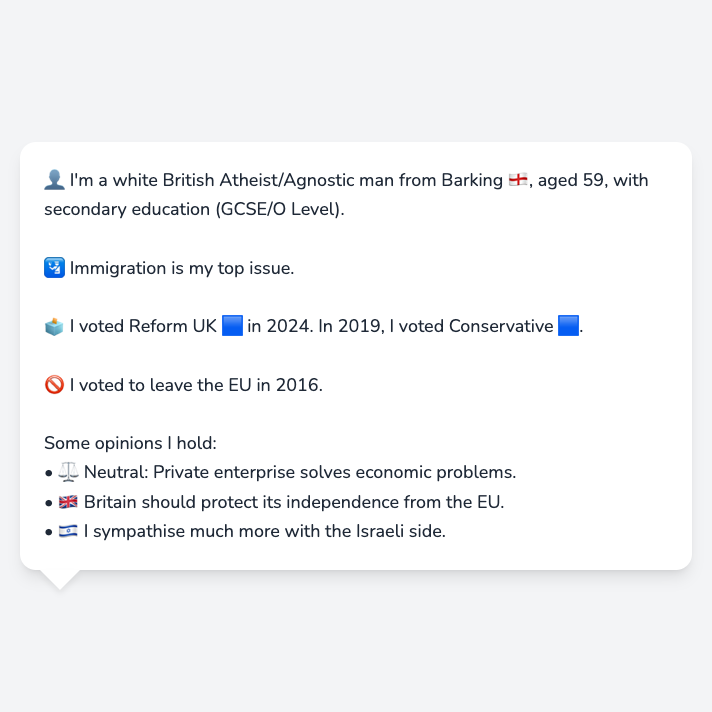 👤 I'm a white British Atheist/Agnostic man from Barking 🏴󠁧󠁢󠁥󠁮󠁧󠁿, aged 59, with
secondary education (GCSE/O Level).
🛂 Immigration is my top issue.
🗳️ I voted Reform UK 🟦 in 2024. In 2019, I voted Conservative 🟦.
🚫 I voted to leave the EU in 2016.
Some opinions I hold:
• ⚖️ Neutral: Private enterprise solves economic problems.
• 🇬🇧 Britain should protect its independence from the EU.
• 🇮🇱 I sympathise much more with the Israeli side.